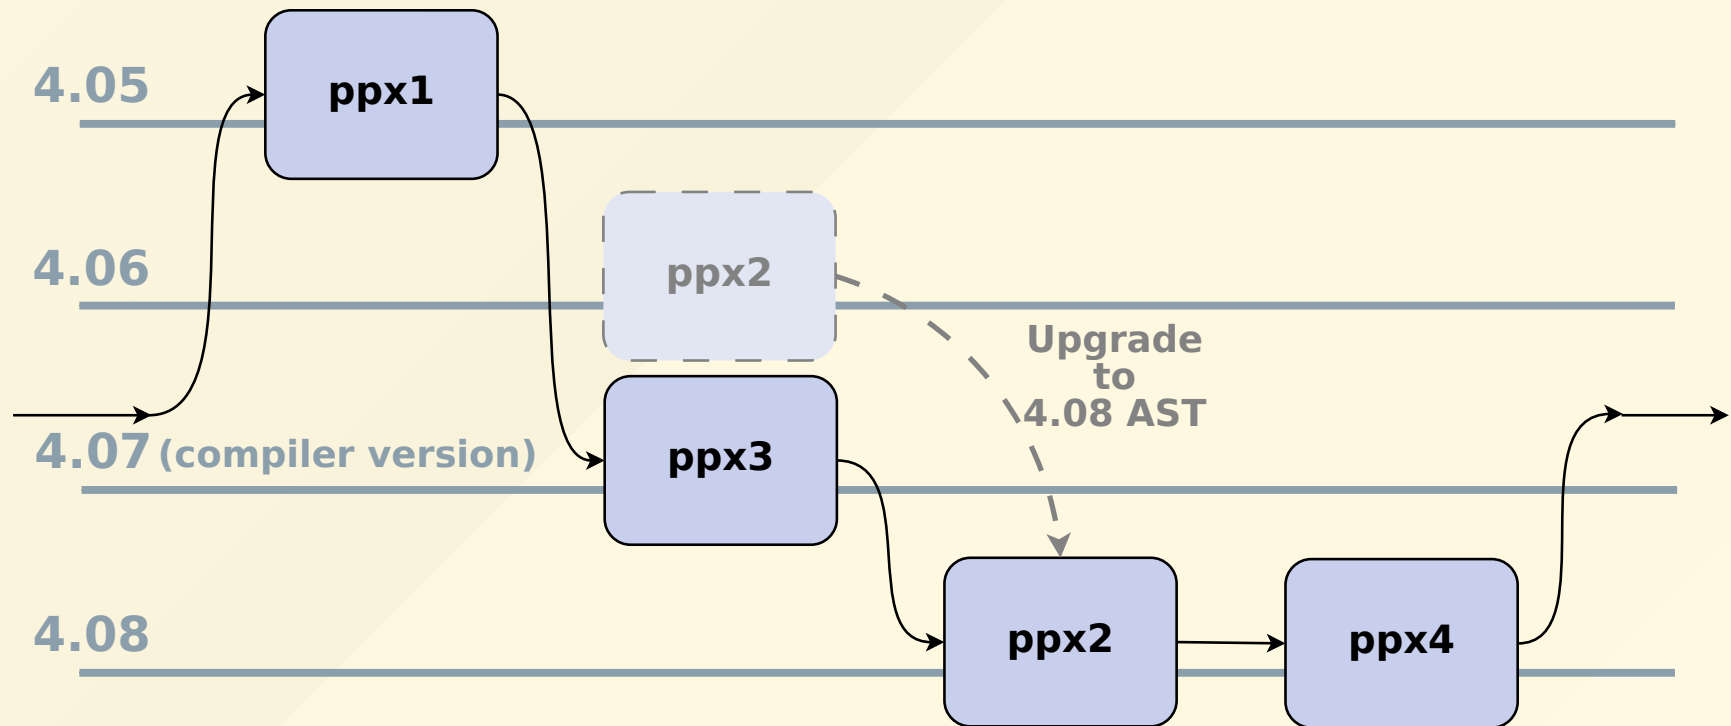 4.05
ppx1
4.06
ppx2
Upgrade
to
4.08 AST
4.07 (compiler version)
ppx3
4.08
ppx2
ppx4